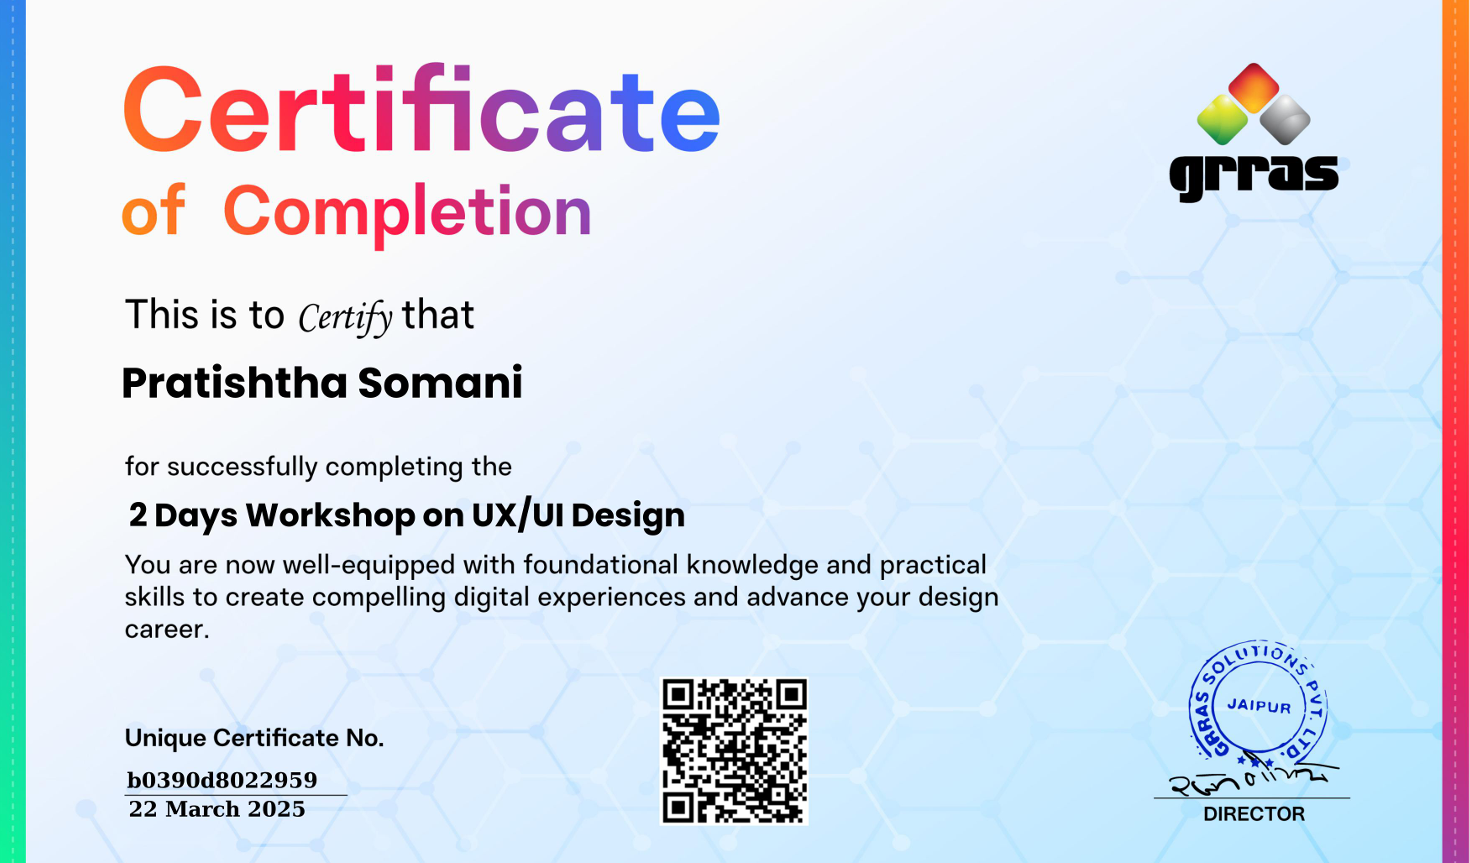 Certificate
of Completion
grras
This is to Certify that
Pratishtha Somani
for successfully completing the
2 Days Workshop on UX/UI Design
You are now well-equipped with foundational knowledge and practical
skills to create compelling digital experiences and advance your design
career.
Unique Certificate No.
b0390d8022959
22 March 2025
GRRAS SOLUTIONS PVT. LTD.
JAIPUR
DIRECTOR